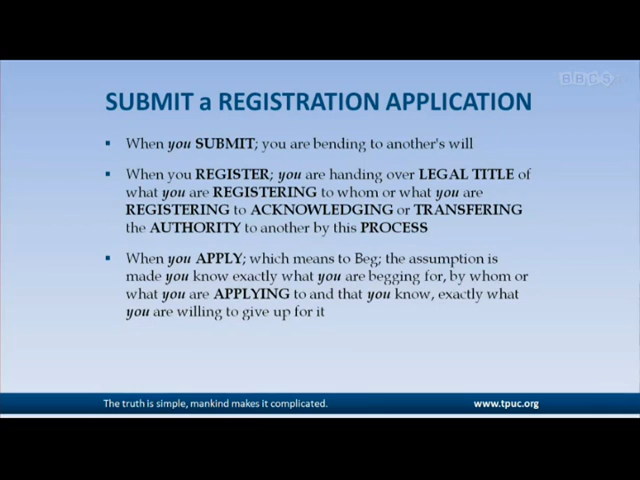 BBC5
SUBMIT a REGISTRATION APPLICATION
When you SUBMIT; you are bending to another's will
When you REGISTER; you are handing over LEGAL TITLE of
what you are REGISTERING to whom or what you are
REGISTERING to ACKNOWLEDGING or TRANSFERING
the AUTHORITY to another by this PROCESS
When you APPLY; which means to Beg; the assumption is
made you know exactly what you are begging for, by whom or
what you are APPLYING to and that you know, exactly what
you are willing to give up for it
The truth is simple, mankind makes it complicated.
www.tpuc.org